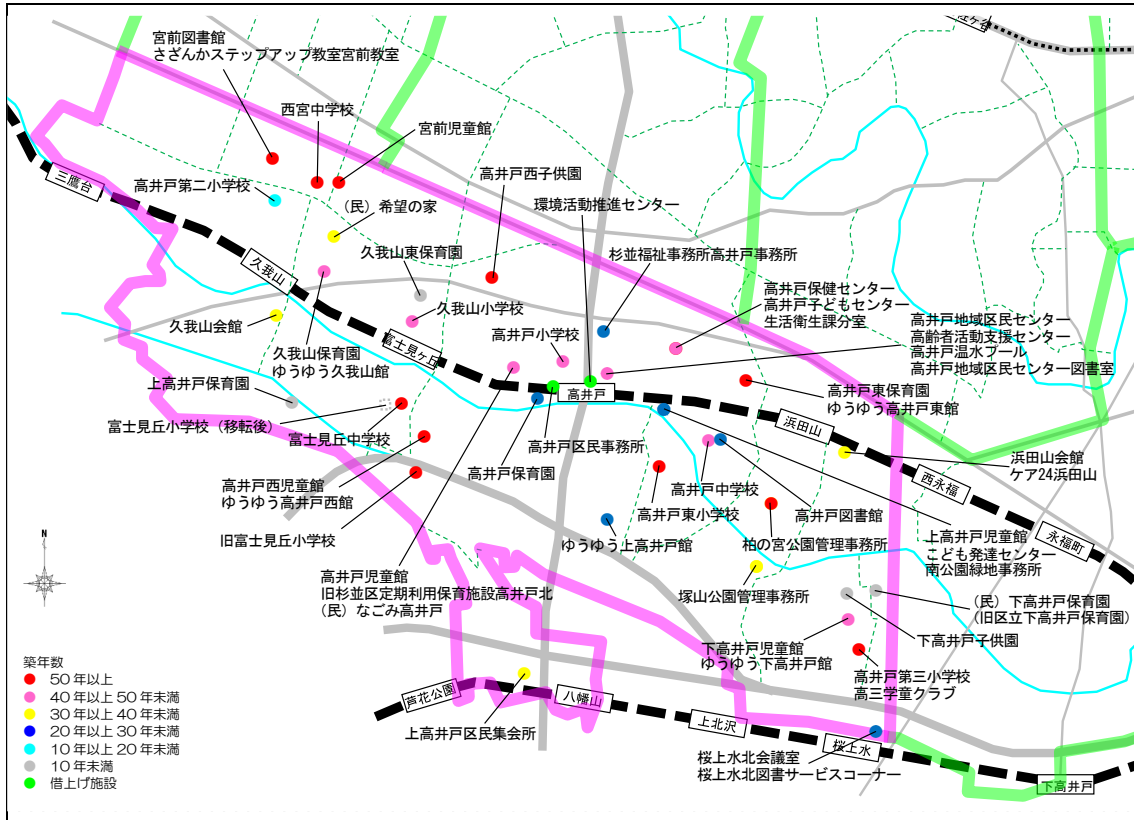 宮前図書館
さざんかステップアップ教室宮前教室
西宮中学校
宮前児童館
三鷹台
高井戸第二小学校
高井戸西子供園
環境活動推進センター
(民)希望の家
久我山東保育園
杉並福祉事務所高井戸事務所
久我山
高井戸保健センター
高井戸子どもセンター
生活衛生課分室
久我山小学校
高井戸地域区民センター
高齢者活動支援センター
高井戸温水プール
高井戸地域区民センター図書室
久我山会館
高井戸小学校
富士見ヶ丘
久我山保育園
ゆうゆう久我山館
上高井戸保育園
高井戸
高井戸東保育園
ゆうゆう高井戸東館
富士見丘小学校(移転後)
富士見丘中学校
高井戸区民事務所
浜田山
高井戸保育園
浜田山会館
ケア24浜田山
高井戸西児童館
ゆうゆう高井戸西館
高井戸中学校
西永福
高井戸東小学校
高井戸図書館
永福町
旧富士見丘小学校
ゆうゆう上高井戸館
柏の宮公園管理事務所
上高井戸児童館
こども発達センター
南公園緑地事務所
N
高井戸児童館
旧杉並区定期利用保育施設高井戸北
(民)なごみ高井戸
塚山公園管理事務所
(民)下高井戸保育園
(旧区立下高井戸保育園)
下高井戸子供園
下高井戸児童館
ゆうゆう下高井戸館
高井戸第三小学校
高三学童クラブ
築年数
50年以上
40年以上50年未満
30年以上40年未満
20年以上30年未満
10年以上20年未満
10年未満
借上げ施設
芦花公園
八幡山
上北沢
桜上水
下高井戸
上高井戸区民集会所
桜上水北会議室
桜上水北図書サービスコーナー